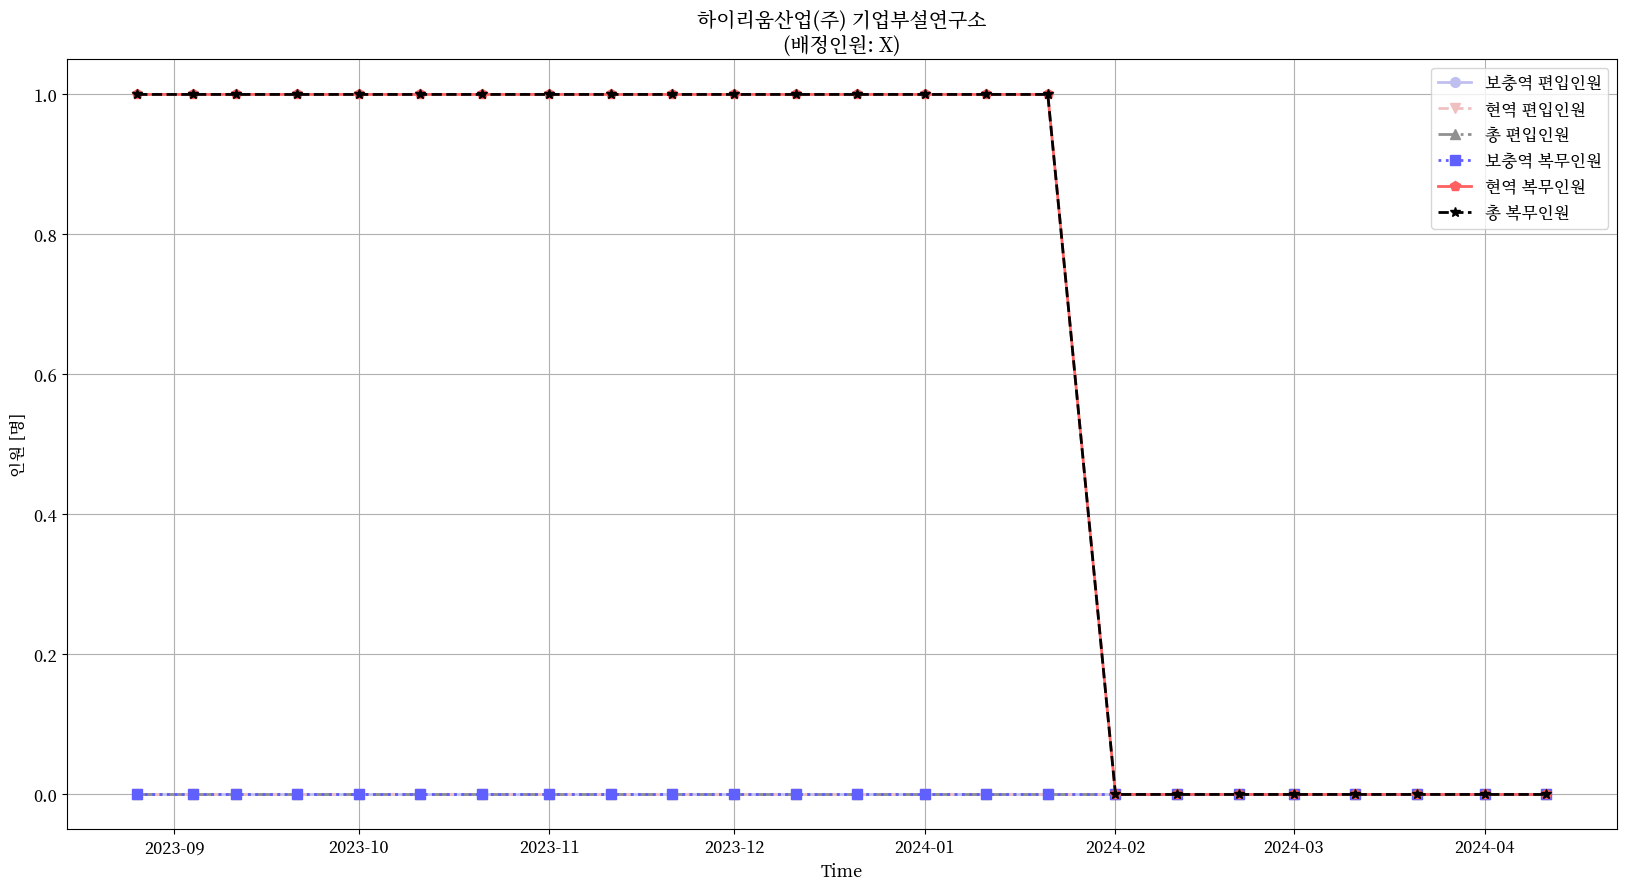 하이리움산업(주) 기업부설연구소
(배정인원: X)
보충역 편입인원
현역 편입인원
총 편입인원
보충역 복무인원
현역 복무인원
총 복무인원
인원 [명]
1.0
0.8
0.6
0.4
0.2
0.0
2023-09
2023-10
2023-11
2023-12
2024-01
2024-02
2024-03
2024-04
Time